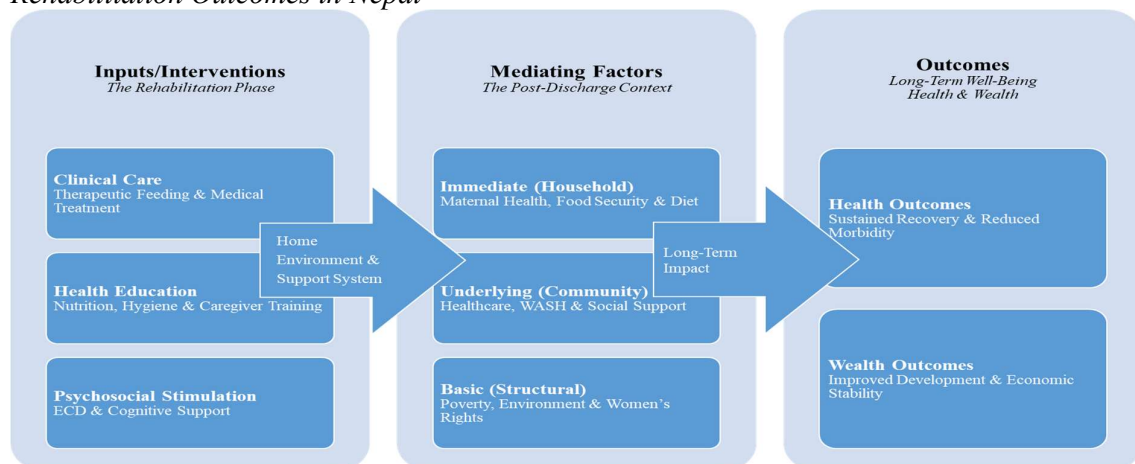 Rehabilitation Outcomes in Nepal
Inputs/Interventions
The Rehabilitation Phase
Clinical Care
Therapeutic Feeding & Medical
Treatment
Health Education
Nutrition, Hygiene & Caregiver Training
Psychosocial Stimulation
ECD & Cognitive Support
Home
Environment &
Support System
Mediating Factors
The Post-Discharge Context
Immediate (Household)
Maternal Health, Food Security & Diet
Underlying (Community)
Healthcare, WASH & Social Support
Basic (Structural)
Poverty, Environment & Women's
Rights
Long-Term
Impact
Outcomes
Long-Term Well-Being
Health & Wealth
Health Outcomes
Sustained Recovery & Reduced
Morbidity
Wealth Outcomes
Improved Development & Economic
Stability